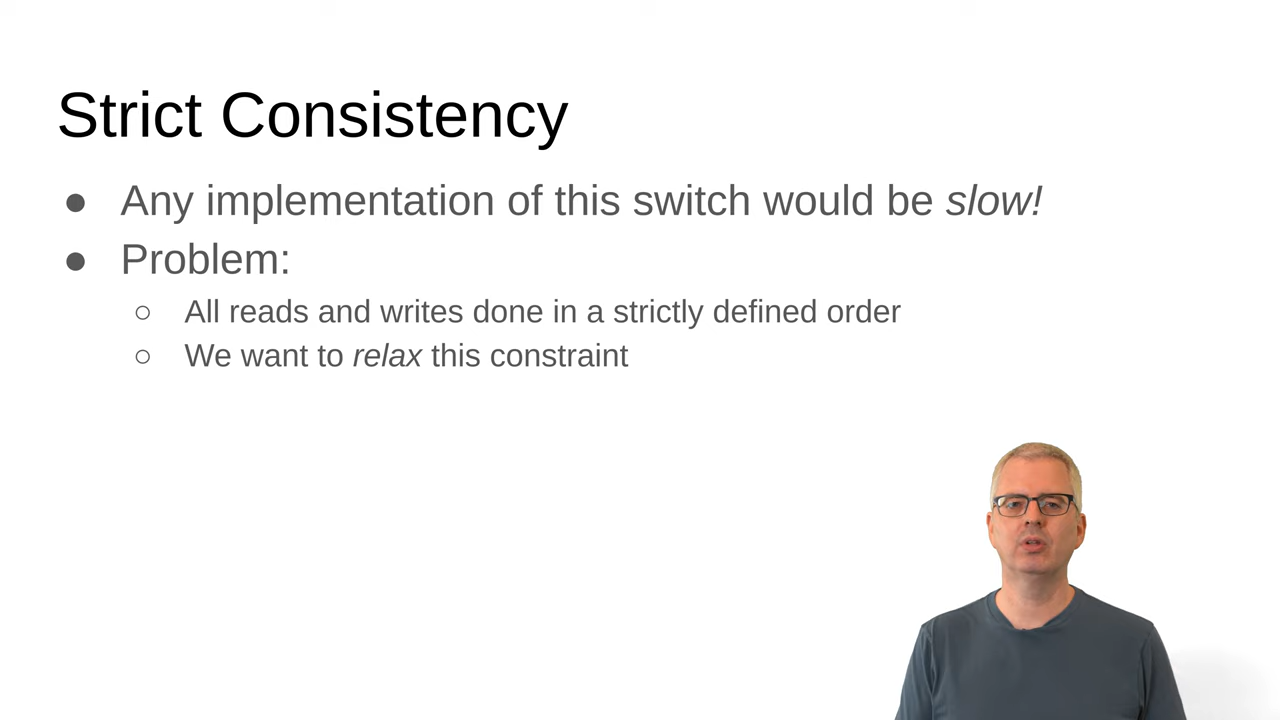 Strict Consistency
● Any implementation of this switch would be slow!
● Problem:
○ All reads and writes done in a strictly defined order
○ We want to relax this constraint